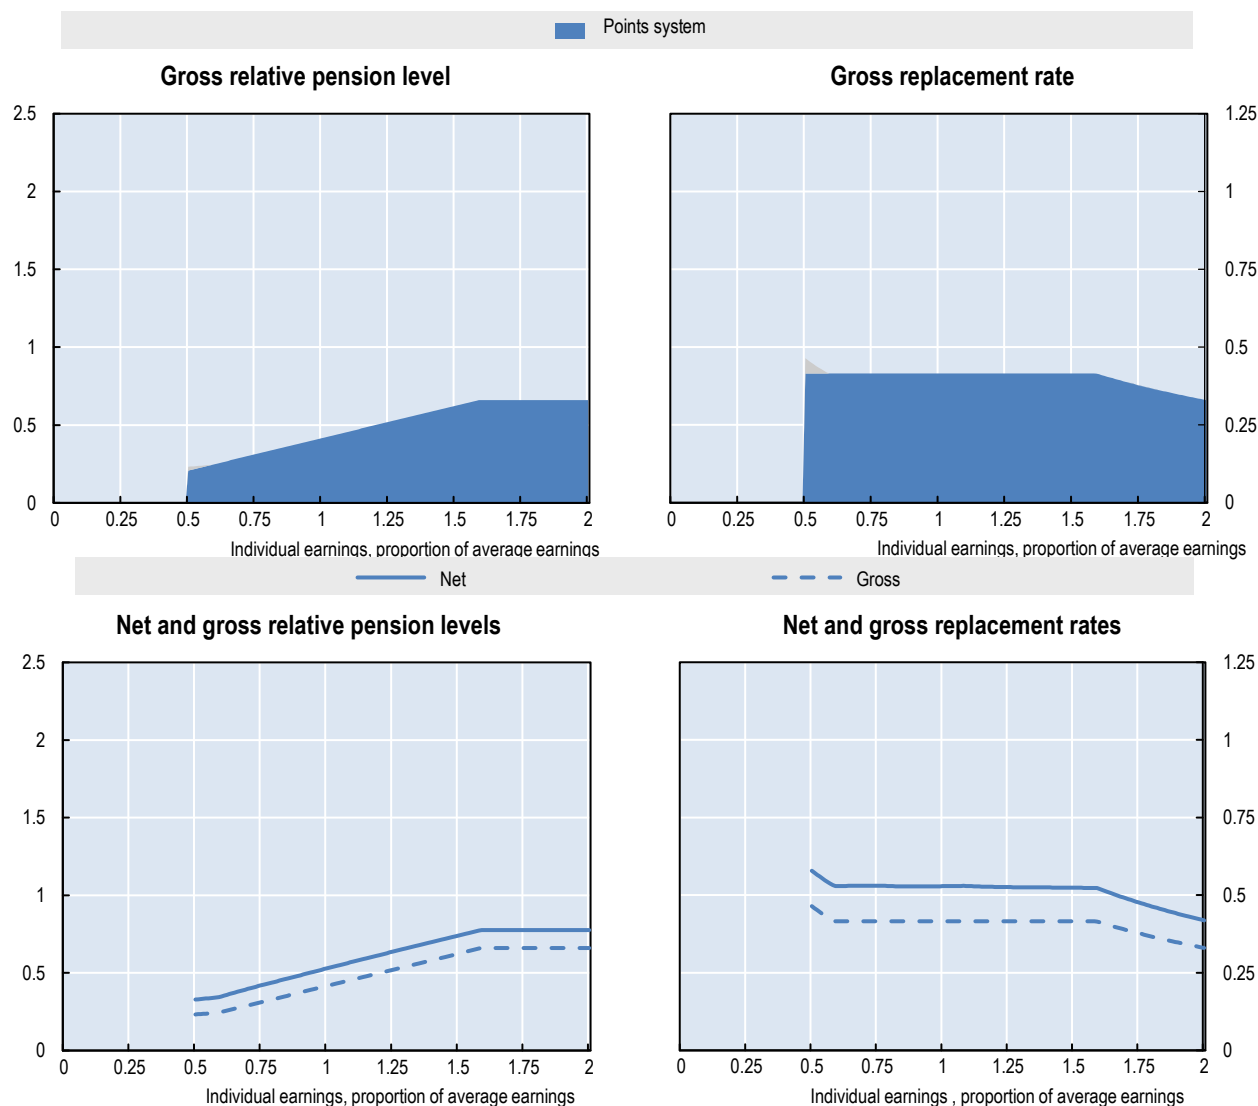 Points system
Gross relative pension level
Gross replacement rate
2.5
2
1.5
1
0.5
0
0 0.25 0.5 0.75 1 1.25 1.5 1.75 2
Individual earnings, proportion of average earnings
1.25
1
0.75
0.5
0.25
0
0 0.25 0.5 0.75 1 1.25 1.5 1.75 2
Individual earnings, proportion of average earnings
Net
Gross
Net and gross relative pension levels
Net and gross replacement rates
2.5
2
1.5
1
0.5
0
0 0.25 0.5 0.75 1 1.25 1.5 1.75 2
Individual earnings, proportion of average earnings
1.25
1
0.75
0.5
0.25
0
0 0.25 0.5 0.75 1 1.25 1.5 1.75 2
Individual earnings , proportion of average earnings